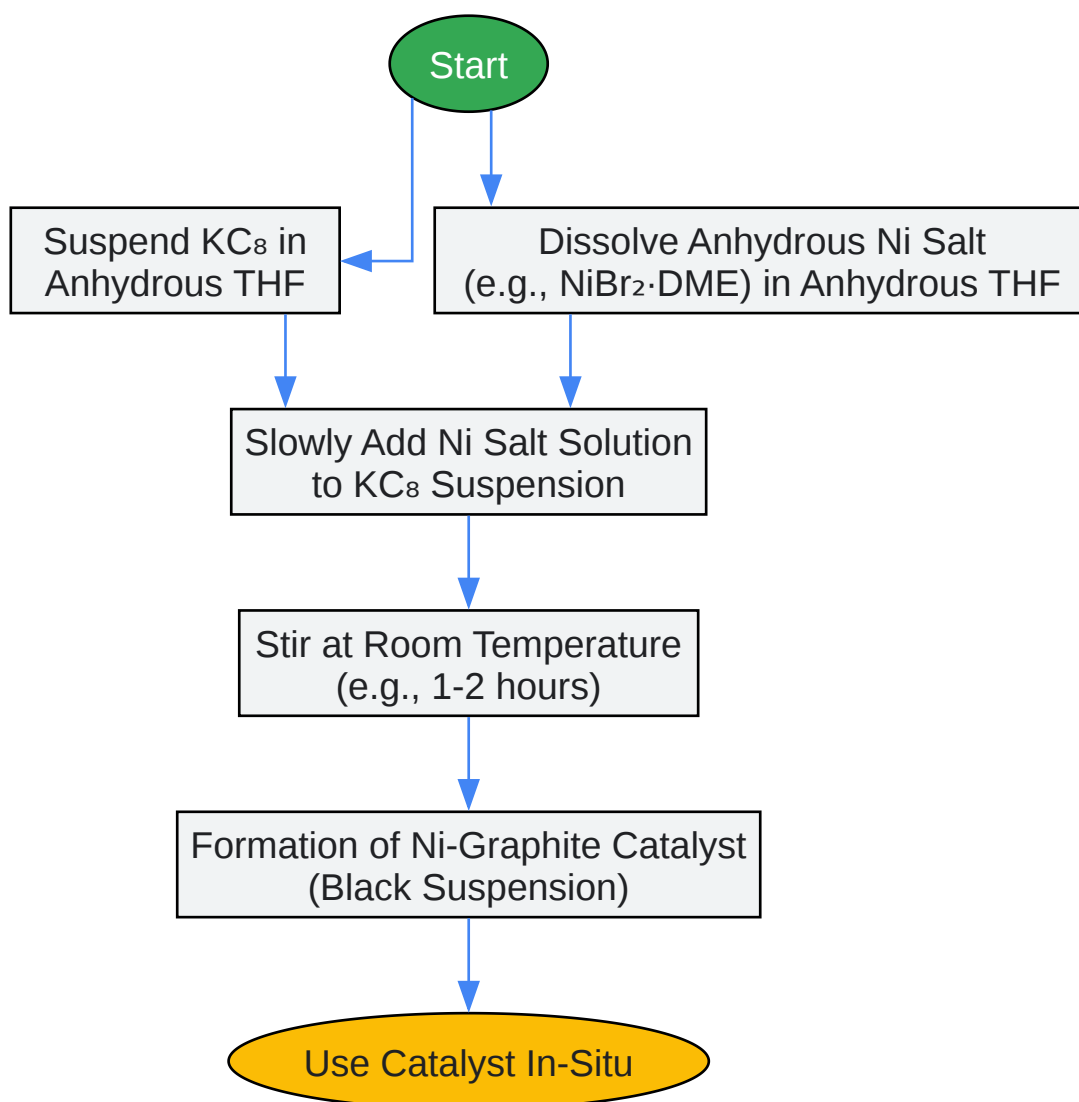 Start
Suspend KC₈ in
Anhydrous THF
Dissolve Anhydrous Ni Salt
(e.g., NiBr₂·DME) in Anhydrous THF
Slowly Add Ni Salt Solution
to KC₈ Suspension
Stir at Room Temperature
(e.g., 1-2 hours)
Formation of Ni-Graphite Catalyst
(Black Suspension)
Use Catalyst In-Situ